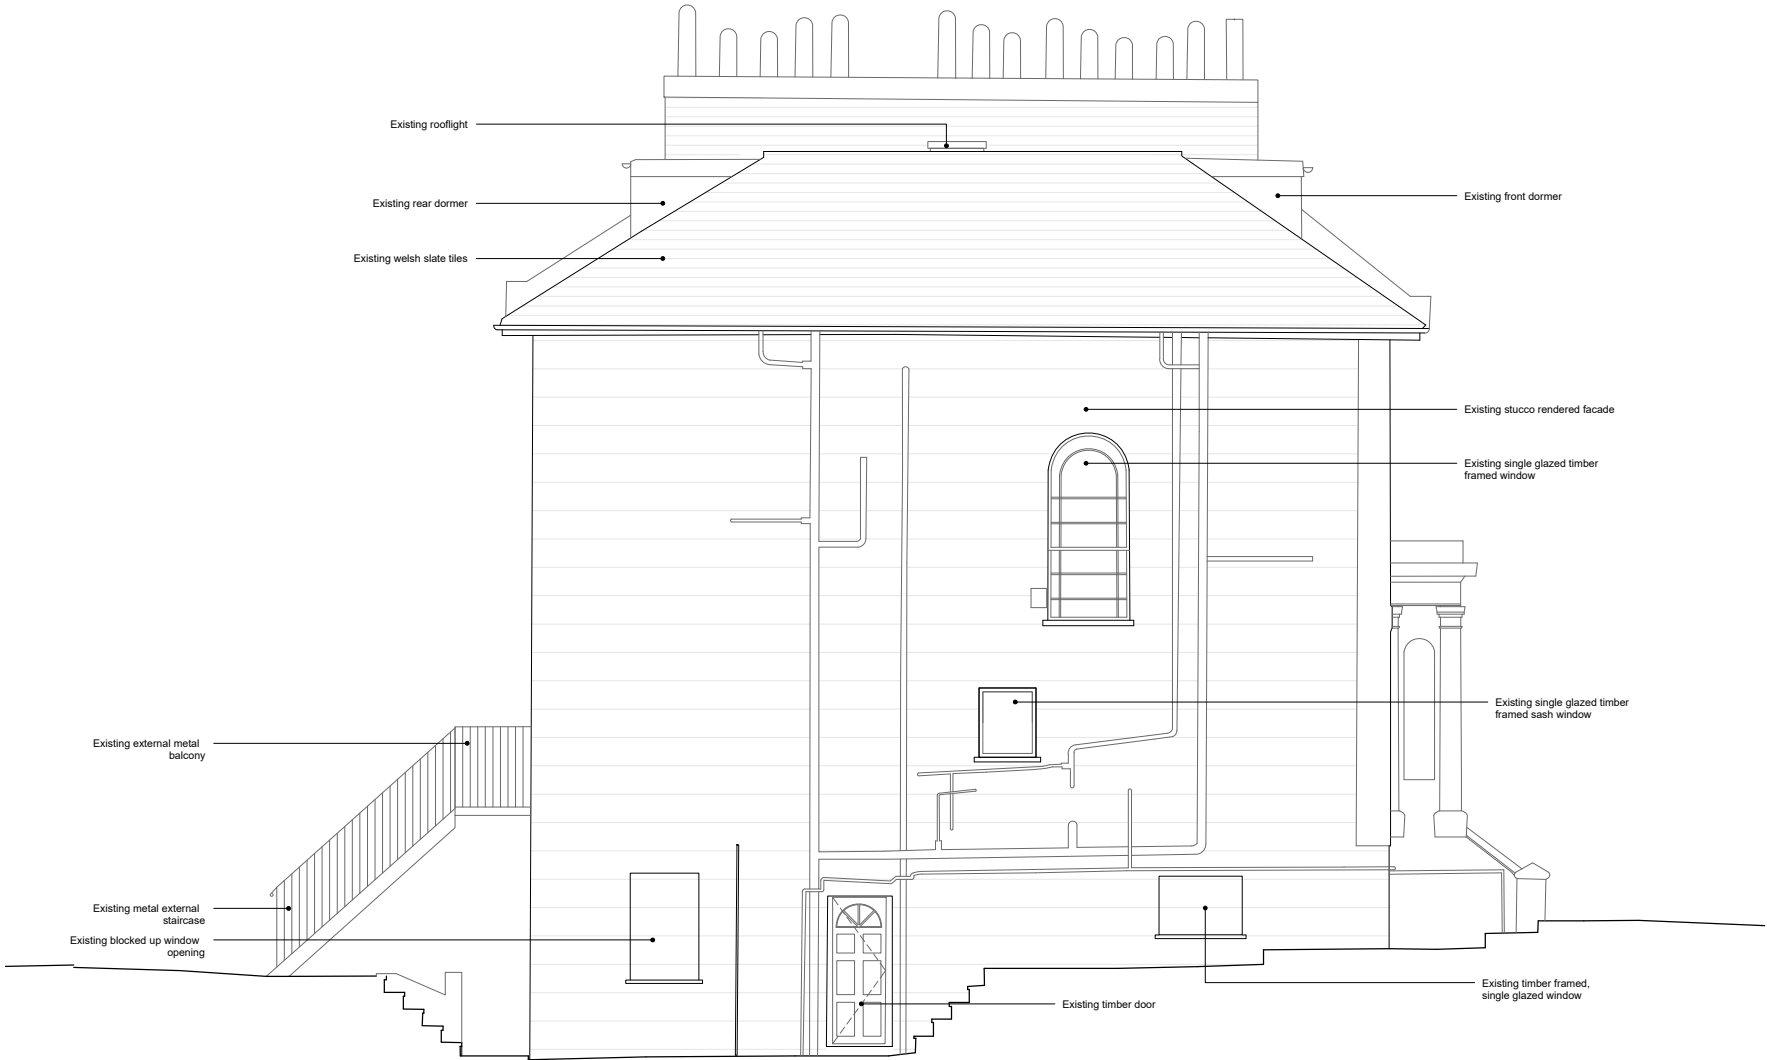 Existing rooflight
Existing rear dormer
Existing welsh slate tiles
Existing front dormer
Existing stucco rendered facade
Existing single glazed timber
framed window
Existing single glazed timber
framed sash window
Existing external metal
balcony
Existing metal external
staircase
Existing blocked up window
opening
Existing timber door
Existing timber framed,
single glazed window